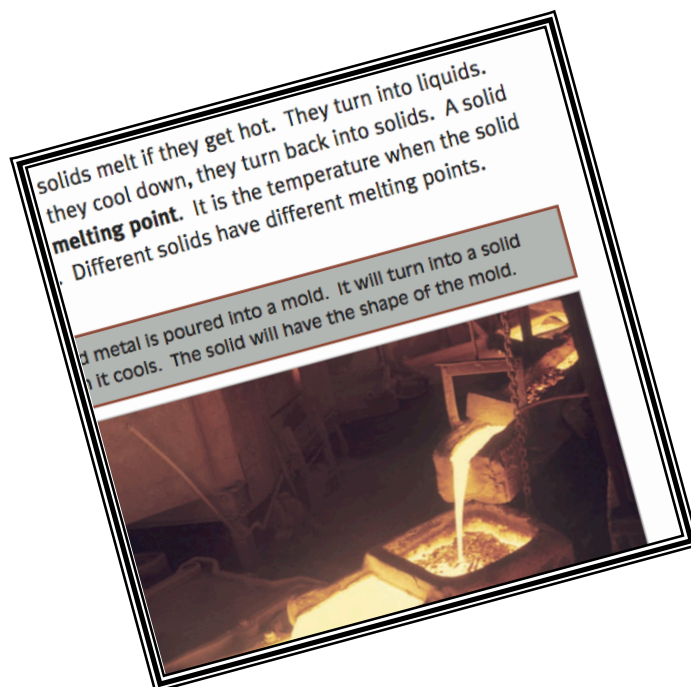 solids melt if they get hot. They turn into liquids.
they cool down, they turn back into solids. A solid
melting point. It is the temperature when the solid
. Different solids have different melting points.
d metal is poured into a mold. It will turn into a solid
it cools. The solid will have the shape of the mold.